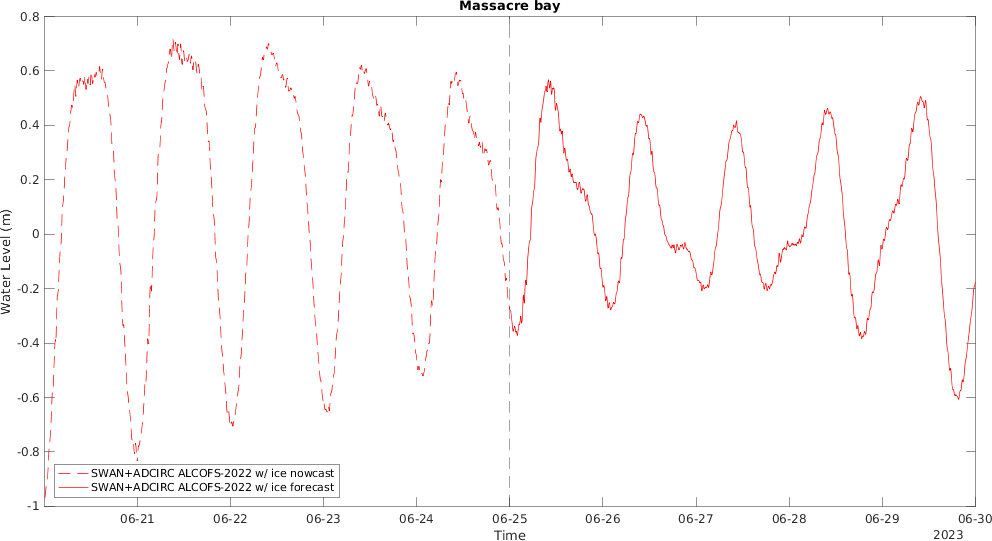 Massacre bay
0.8
0.6
0.4
0.2
0
-0.2
-0.4
-0.6
-0.8
-1
Water Level (m)
SWAN+ADCIRC ALCOFS-2022 w/ ice nowcast
SWAN+ADCIRC ALCOFS-2022 w/ ice forecast
06-21 06-22 06-23 06-24 06-25 06-26 06-27 06-28 06-29 06-30
Time
2023